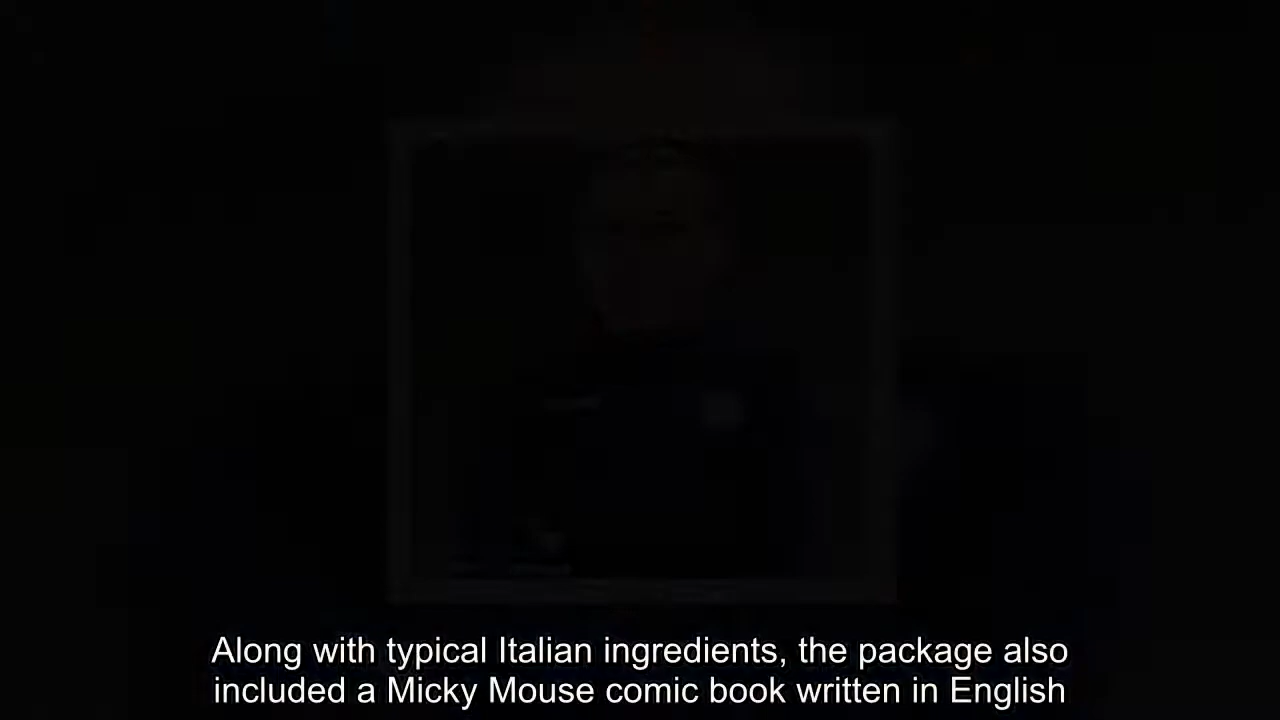 Along with typical Italian ingredients, the package also
included a Micky Mouse comic book written in English